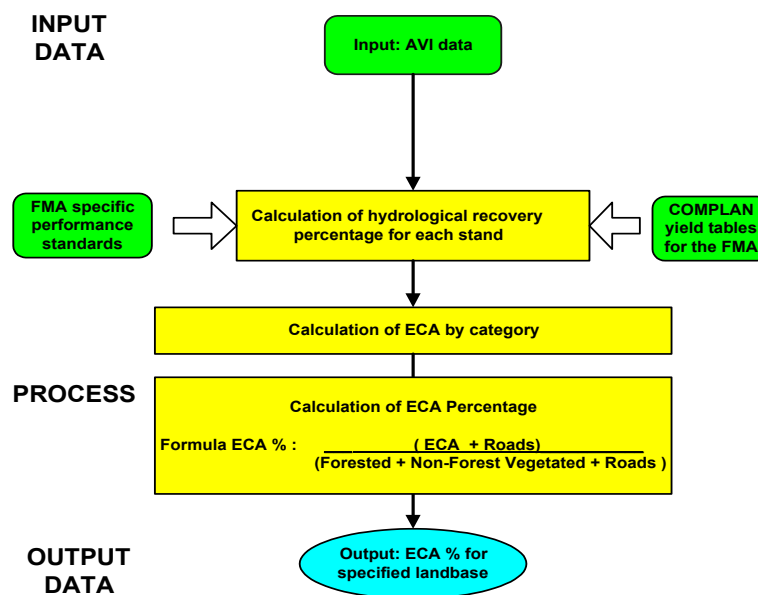 INPUT
DATA
Input: AVI data
FMA specific
performance
standards
Calculation of hydrological recovery
percentage for each stand
COMPLAN
yield tables
for the FMA
Calculation of ECA by category
PROCESS
Calculation of ECA Percentage
Formula ECA % :
( ECA + Roads)
(Forested + Non-Forest Vegetated + Roads )
OUTPUT
DATA
Output: ECA % for
specified landbase